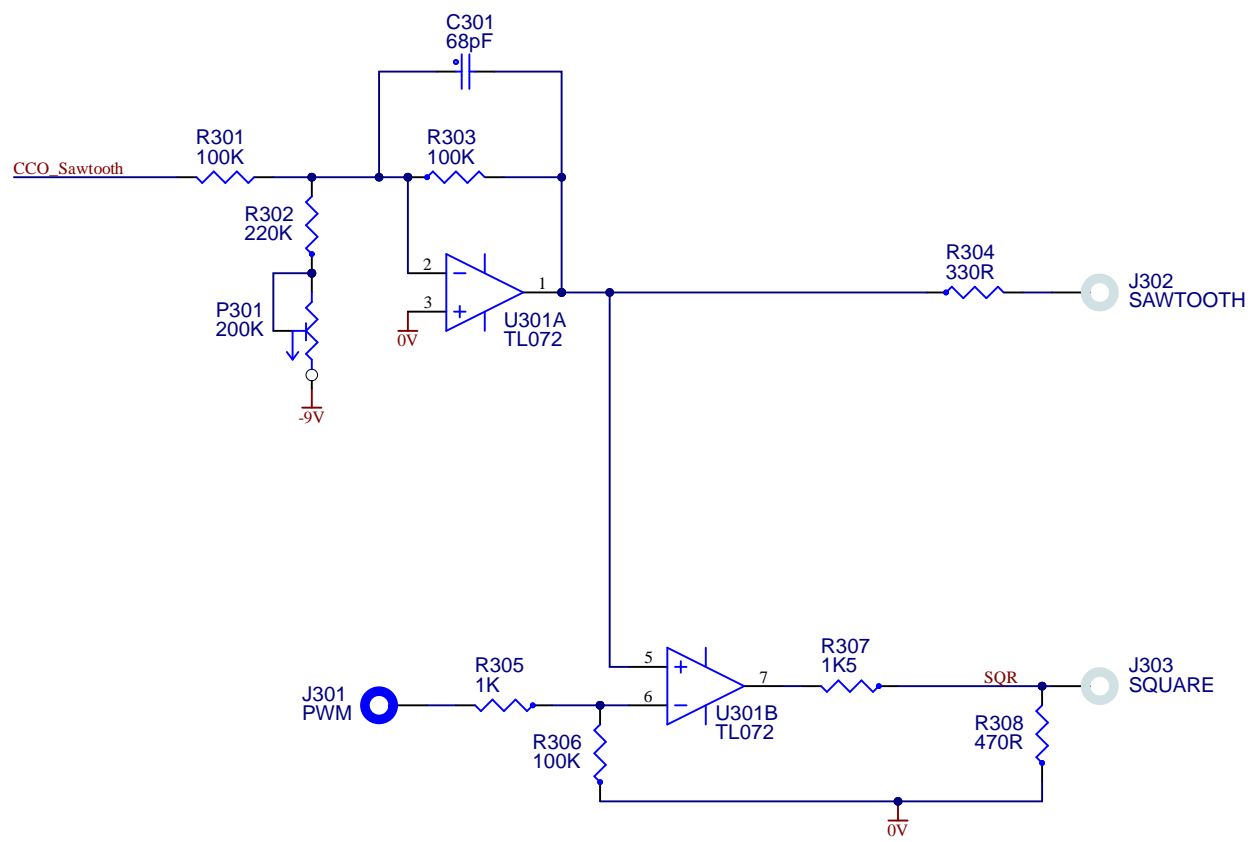 C301
68pF
R301
100K
R303
100K
CCO_Sawtooth
R302
220K
P301
200K
-9V
2
3
1
0V
U301A
TL072
R304
330R
J302
SAWTOOTH
J301
PWM
R305
1K
R306
100K
5
6
7
U301B
TL072
R307
1K5
SQR
J303
SQUARE
R308
470R
0V